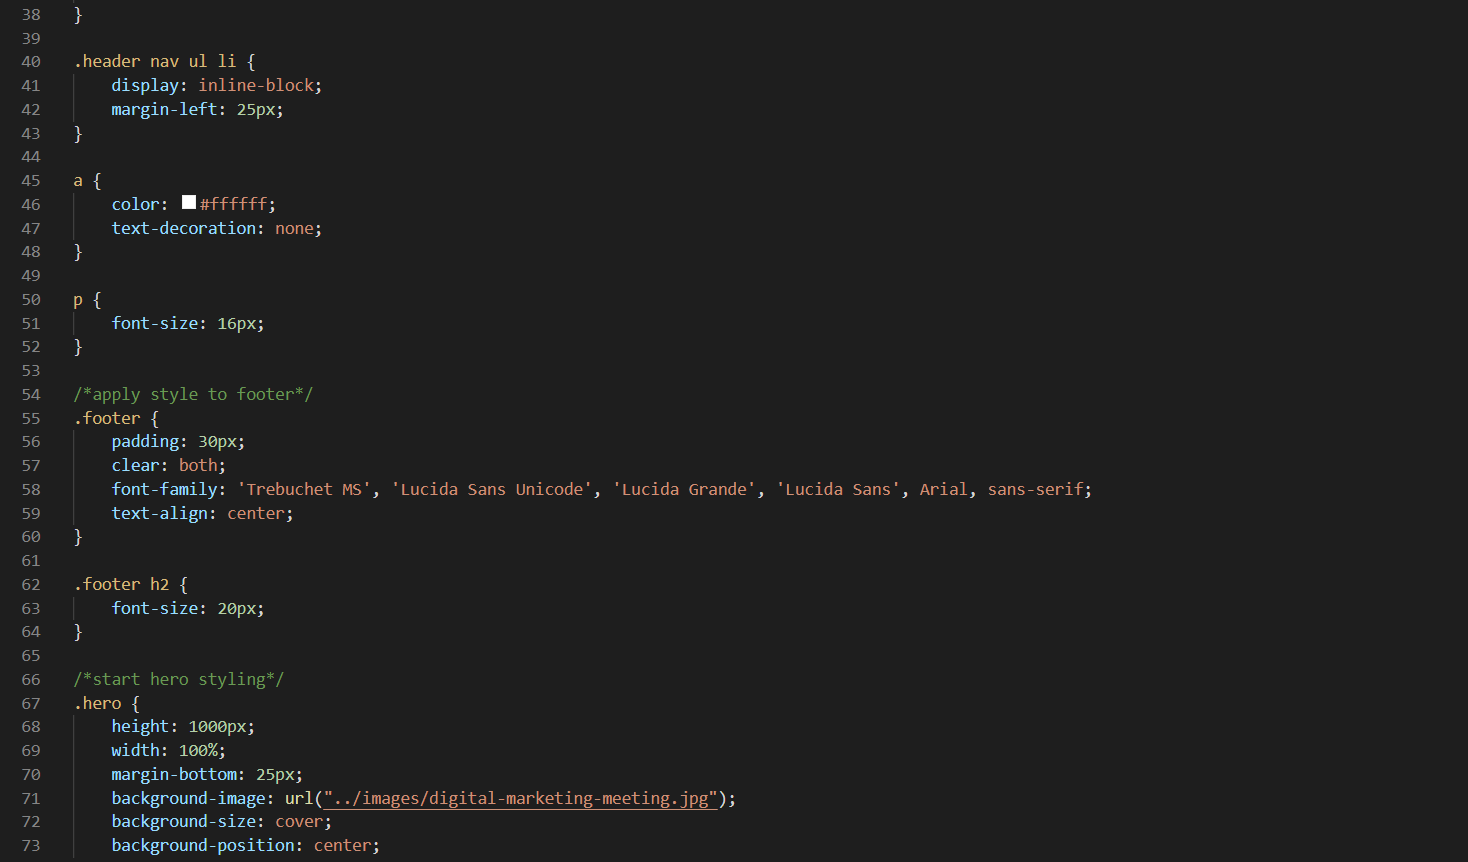 38 }
39
40 .header nav ul li {
41     display: inline-block;
42     margin-left: 25px;
43 }
44
45 a {
46     color: #ffffff;
47     text-decoration: none;
48 }
49
50 p {
51     font-size: 16px;
52 }
53
54 /*apply style to footer*/
55 .footer {
56     padding: 30px;
57     clear: both;
58     font-family: 'Trebuchet MS', 'Lucida Sans Unicode', 'Lucida Grande', 'Lucida Sans', Arial, sans-serif;
59     text-align: center;
60 }
61
62 .footer h2 {
63     font-size: 20px;
64 }
65
66 /*start hero styling*/
67 .hero {
68     height: 1000px;
69     width: 100%;
70     margin-bottom: 25px;
71     background-image: url("../images/digital-marketing-meeting.jpg");
72     background-size: cover;
73     background-position: center;